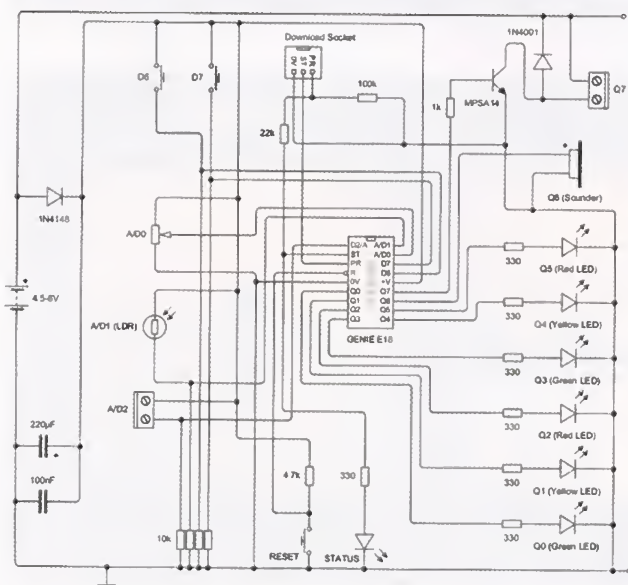 Download Socket
0V
ST
PR
1N4001
D6
D7
100k
1k
MPSA14
Q7
22k
+
Q6 (Sounder)
1N4148
A/D0
D2/A
ST
PR
R
0V
Q0
Q1
Q2
Q3
A/D1
A/D0
D7
D6
+V
Q7
Q6
Q5
Q4
GENIE E18
+
4.5-6V
A/D1 (LDR)
A/D2
220µF
+
100nF
10k
4.7k
RESET
330
STATUS
330
Q5 (Red LED)
330
Q4 (Yellow LED)
330
Q3 (Green LED)
330
Q2 (Red LED)
330
Q1 (Yellow LED)
330
Q0 (Green LED)